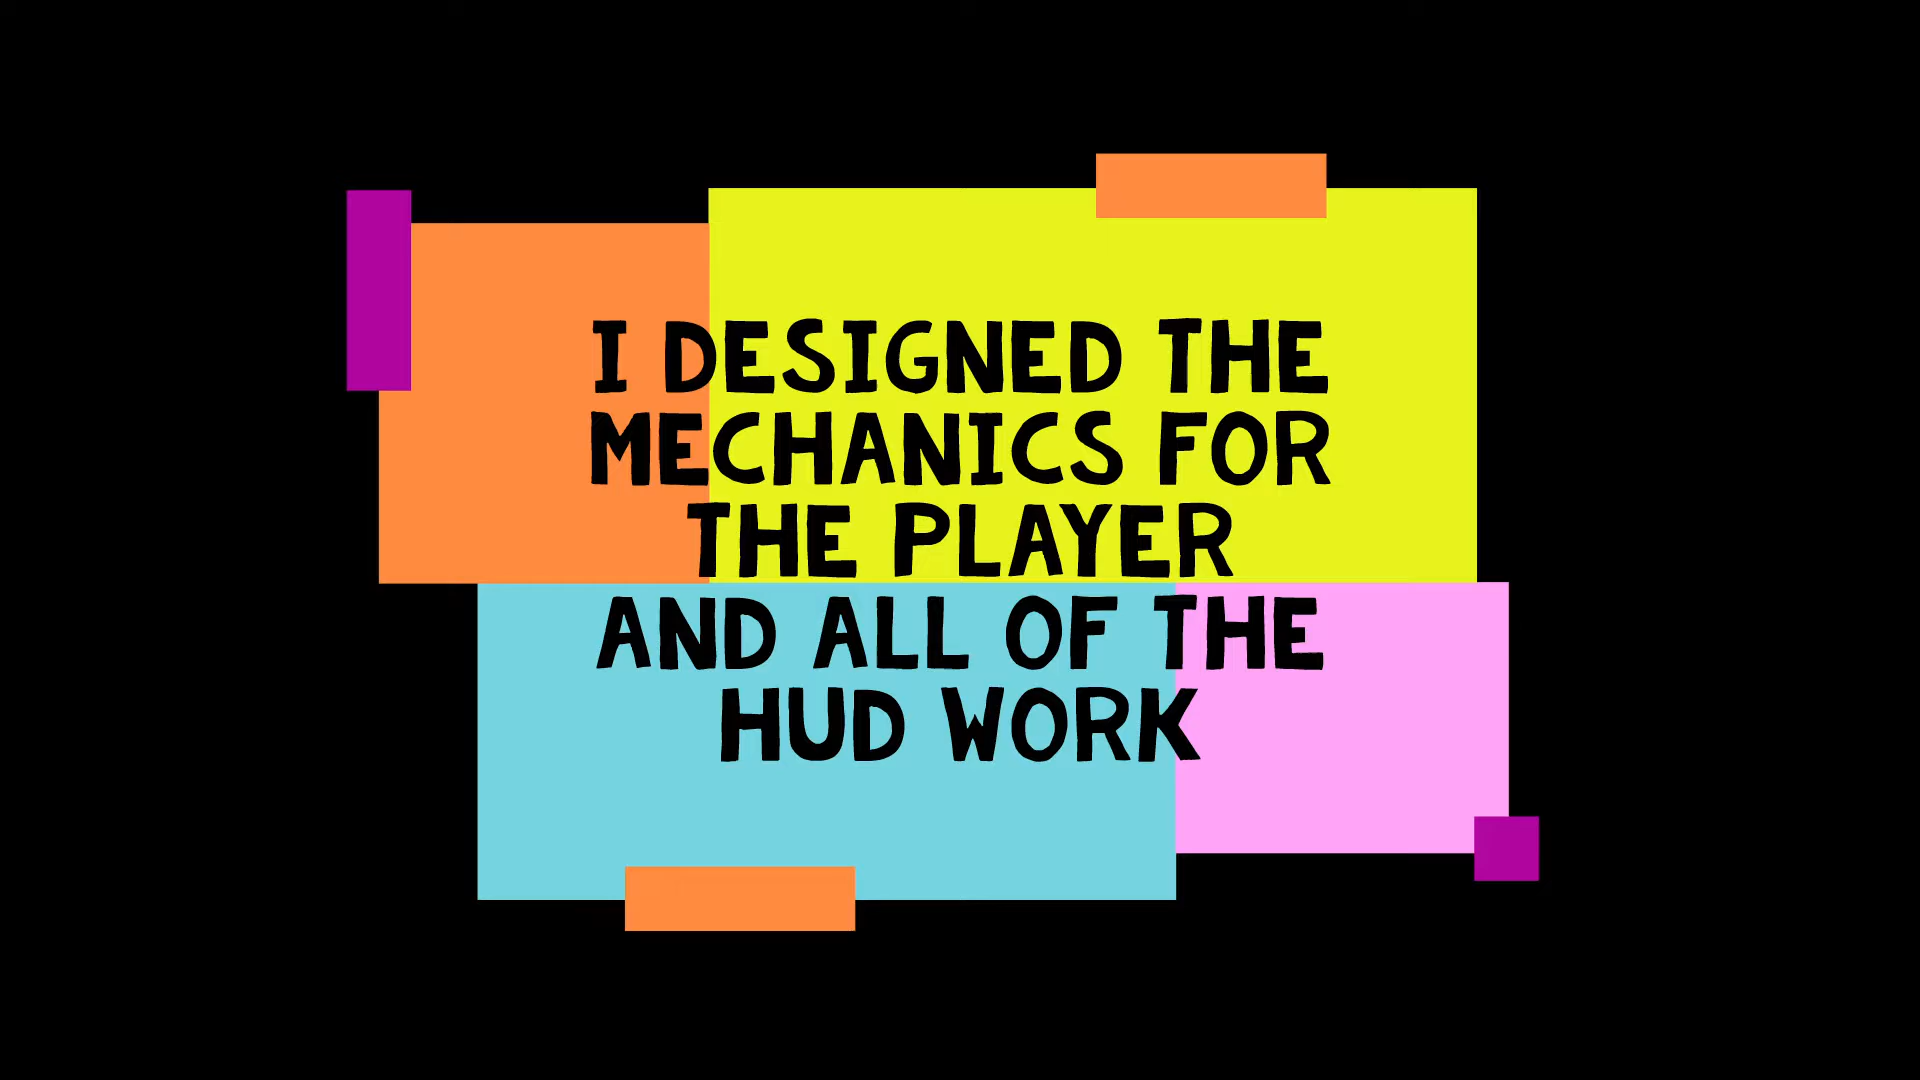 I DESIGNED THE
MECHANICS FOR
THE PLAYER
AND ALL OF THE
HUD WORK